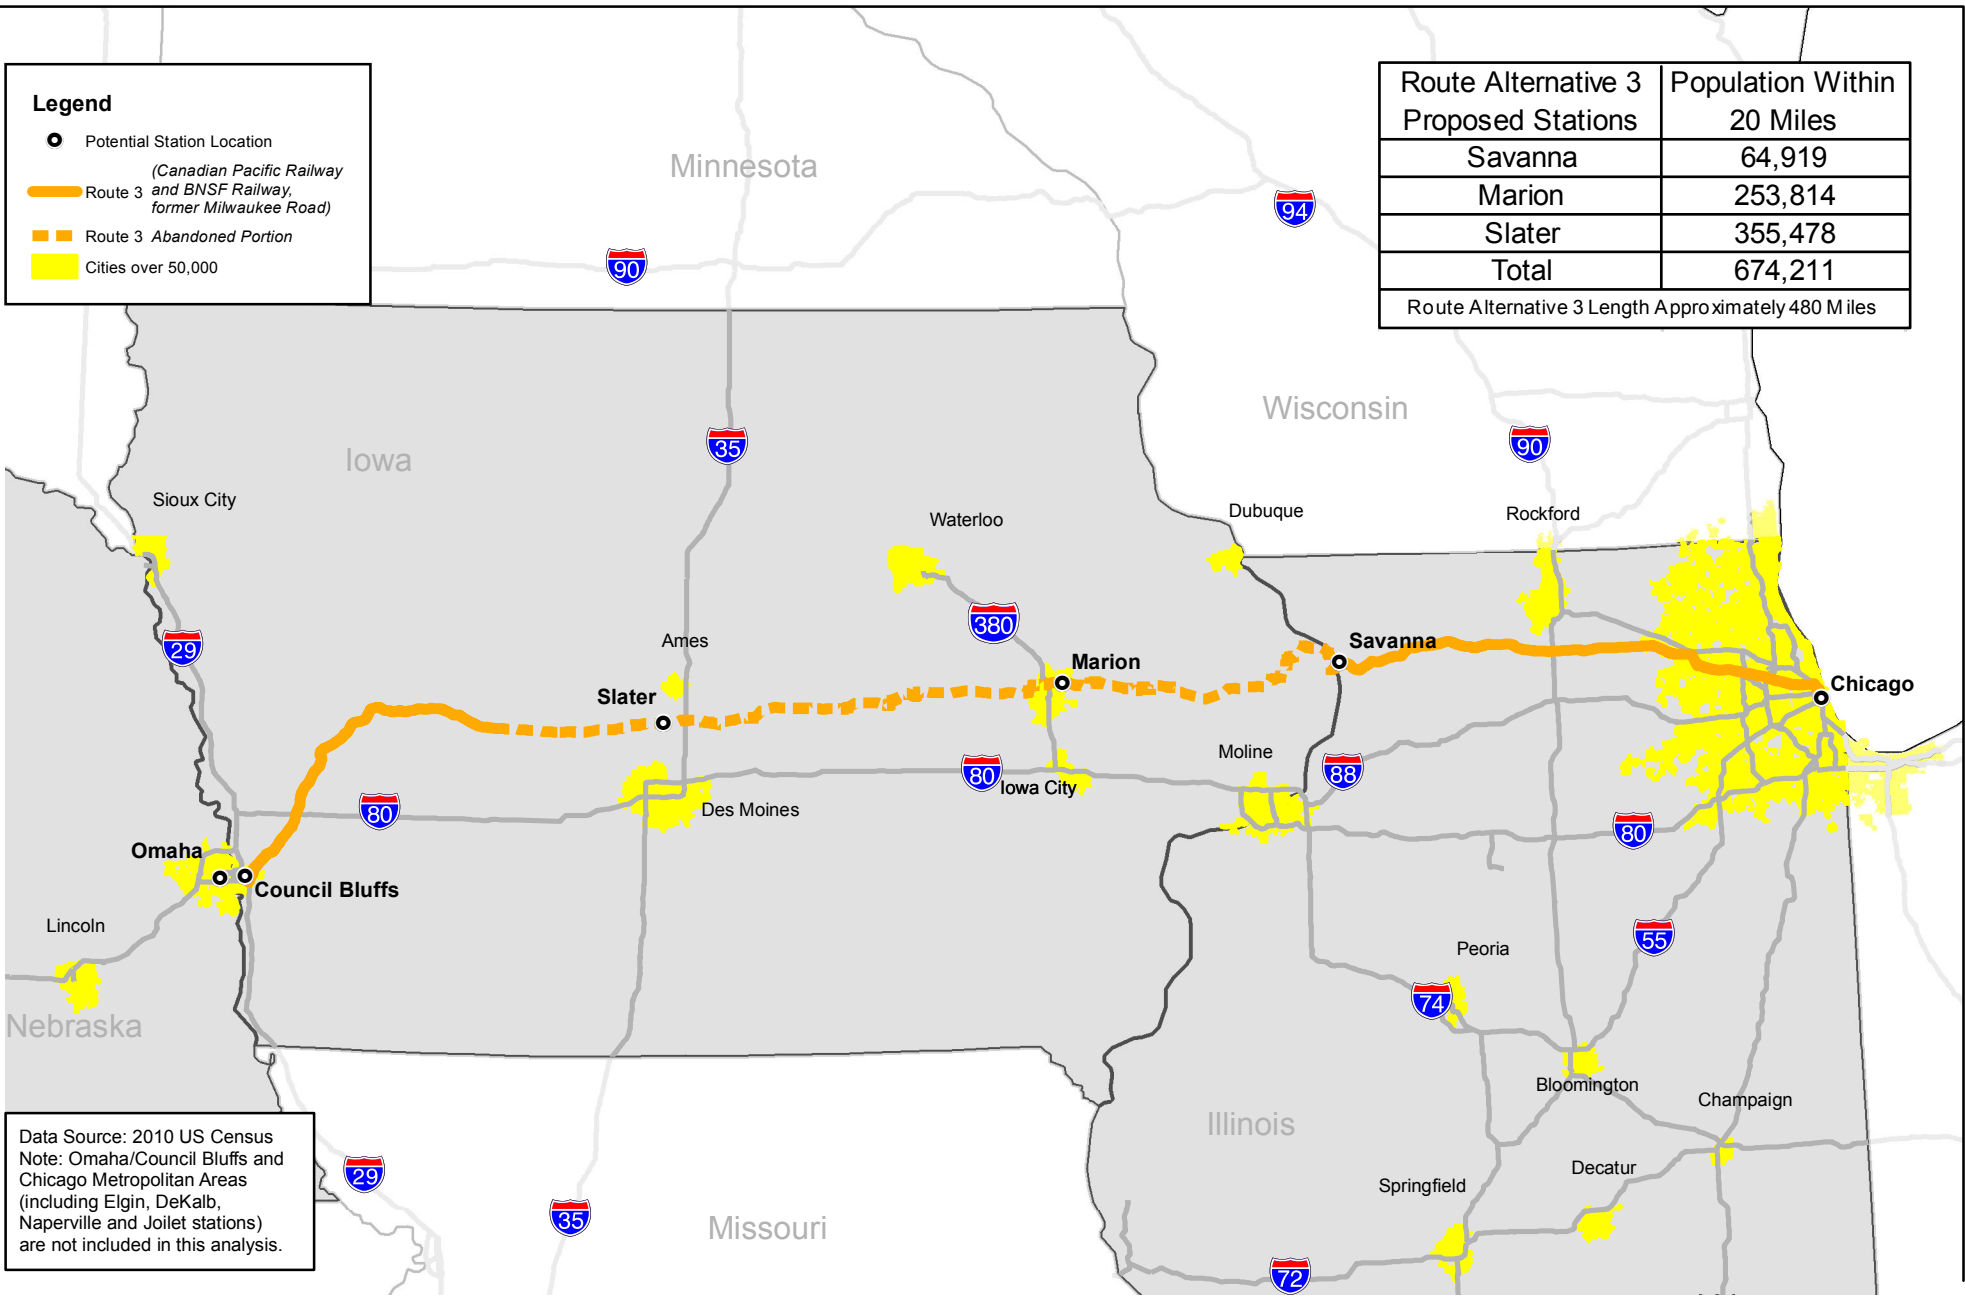 Legend
Potential Station Location
Route 3 (Canadian Pacific Railway
and BNSF Railway,
former Milwaukee Road)
Route 3 Abandoned Portion
Cities over 50,000
Route Alternative 3 Population Within
Proposed Stations 20 Miles
Savanna 64,919
Marion 253,814
Slater 355,478
Total 674,211
Route Alternative 3 Length Approximately 480 Miles
Minnesota
94
90
Wisconsin
35
90
Iowa
Sioux City
Waterloo
Dubuque
Rockford
29
Ames
380
Savanna
Marion
Slater
Chicago
Moline
80
Iowa City
88
80
Des Moines
80
Omaha
Council Bluffs
Lincoln
55
Peoria
74
Nebraska
Bloomington
Champaign
Illinois
Data Source: 2010 US Census
Note: Omaha/Council Bluffs and
Chicago Metropolitan Areas
(including Elgin, DeKalb,
Naperville and Joilet stations)
are not included in this analysis.
29
35
Missouri
Decatur
Springfield
72